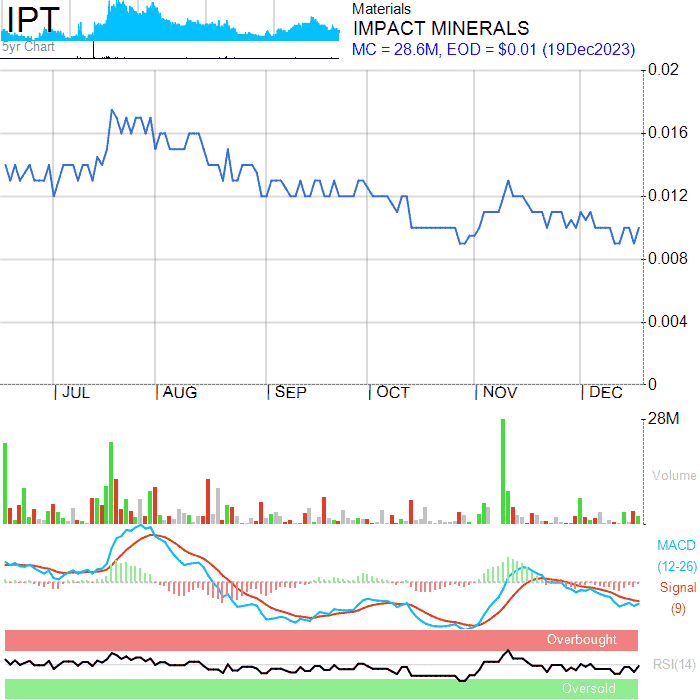 IPT
5yr Chart
Materials
IMPACT MINERALS
MC = 28.6M, EOD = $0.01 (19Dec2023)
0.02
0.016
0.012
0.008
0.004
0
JUL AUG SEP OCT NOV DEC
28M
Volume
MACD
(12-26)
Signal
(9)
Overbought
RSI(14)
Oversold